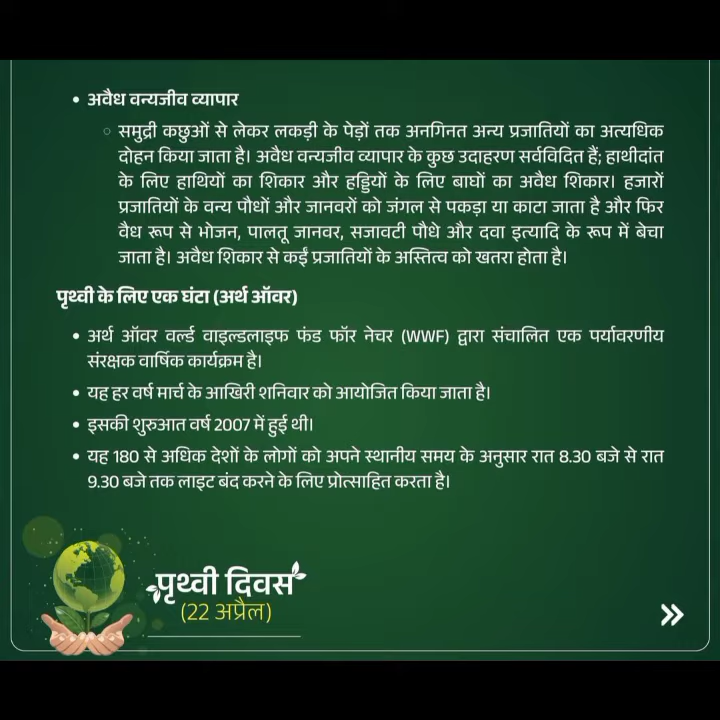 • अवैध वन्यजीव व्यापार
○ समुद्री कछुओं से लेकर लकड़ी के पेड़ों तक अनगिनत अन्य प्रजातियों का अत्यधिक
दोहन किया जाता है। अवैध वन्यजीव व्यापार के कुछ उदाहरण सर्वविदित हैं; हाथीदांत
के लिए हाथियों का शिकार और हड्डियों के लिए बाघों का अवैध शिकार। हजारों
प्रजातियों के वन्य पौधों और जानवरों को जंगल से पकड़ा या काटा जाता है और फिर
वैध रूप से भोजन, पालतू जानवर, सजावटी पौधे और दवा इत्यादि के रूप में बेचा
जाता है। अवैध शिकार से कईं प्रजातियों के अस्तित्व को खतरा होता है।
पृथ्वी के लिए एक घंटा (अर्थ ऑवर)
• अर्थ ऑवर वर्ल्ड वाइल्डलाइफ फंड फॉर नेचर (WWF) द्वारा संचालित एक पर्यावरणीय
संरक्षक वार्षिक कार्यक्रम है।
• यह हर वर्ष मार्च के आखिरी शनिवार को आयोजित किया जाता है।
• इसकी शुरुआत वर्ष 2007 में हुई थी।
• यह 180 से अधिक देशों के लोगों को अपने स्थानीय समय के अनुसार रात 8.30 बजे से रात
9.30 बजे तक लाइट बंद करने के लिए प्रोत्साहित करता है।
पृथ्वी दिवस
(22 अप्रैल)